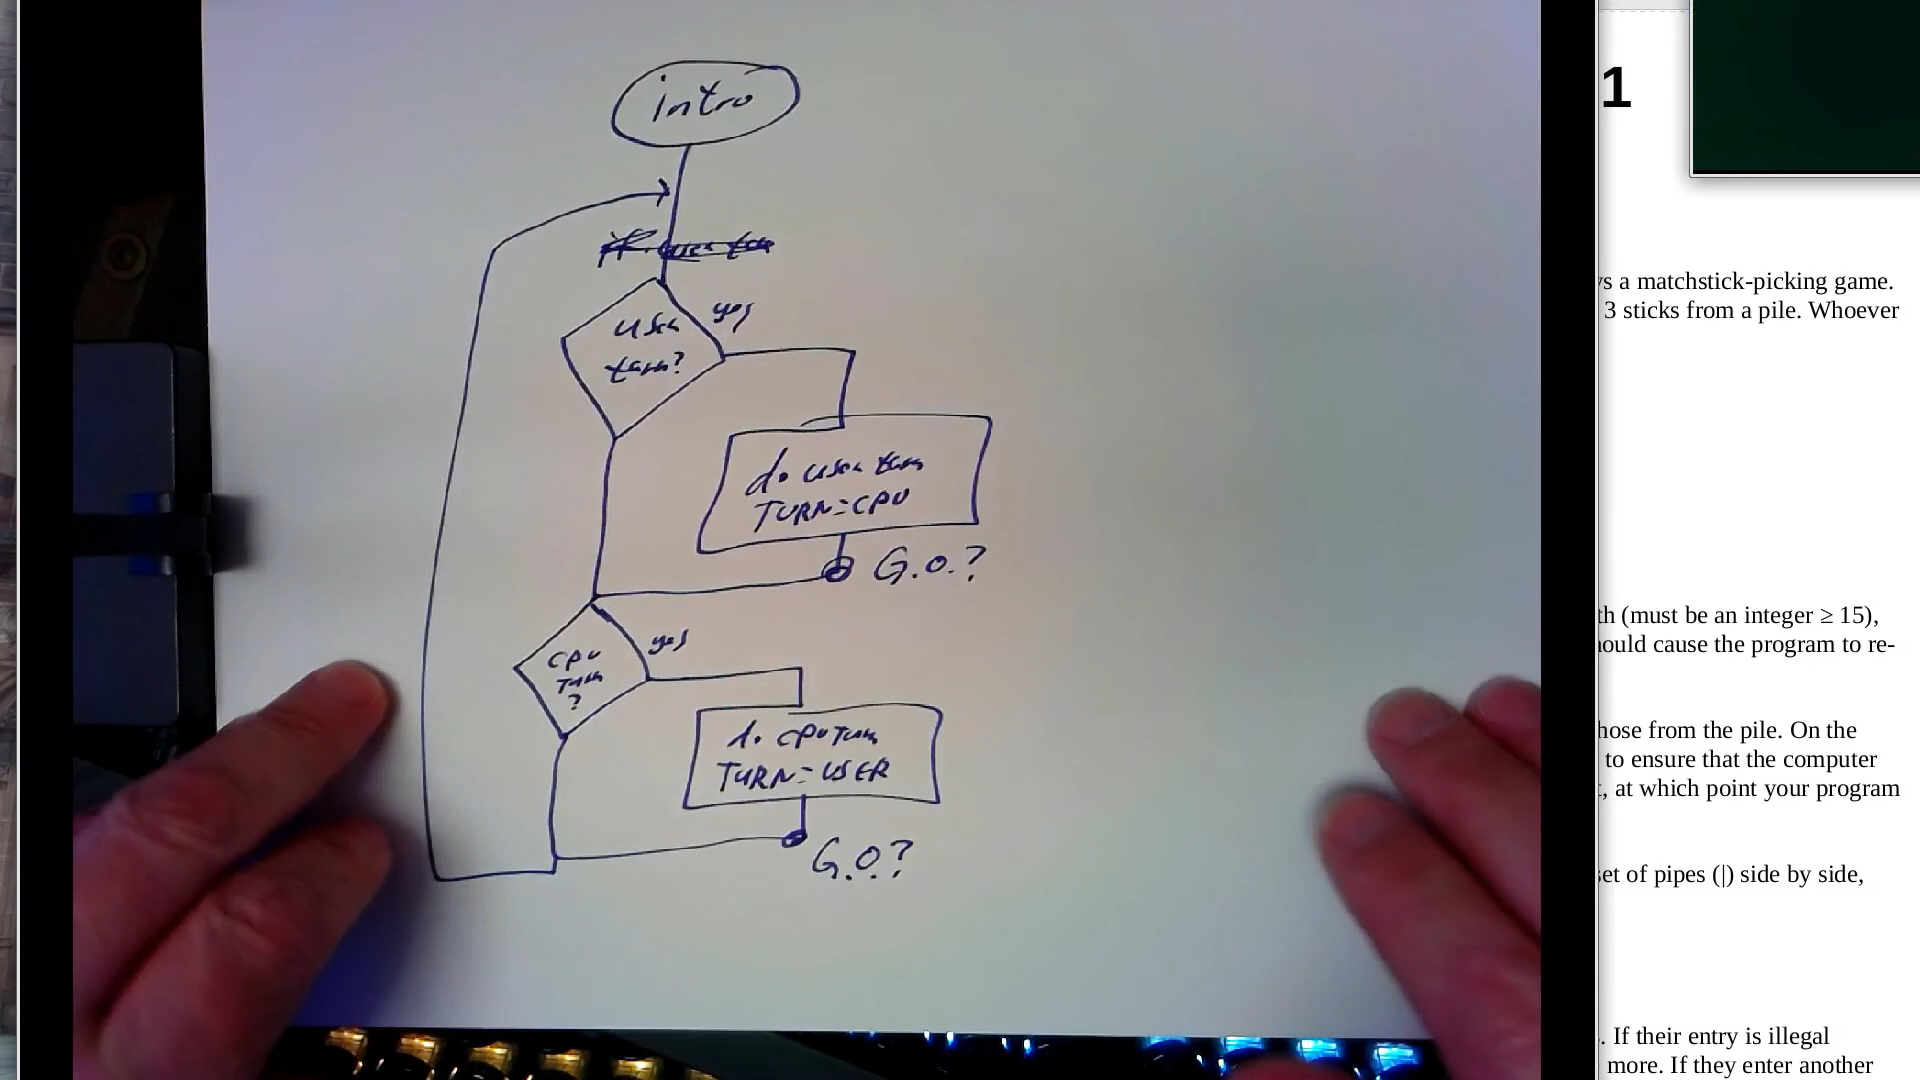 intro
user
turn?
yes
do user turn
TURN=CPU
G.O.?
CPU
Turn
?
yes
do CPU Turn
TURN=USER
G.O.?
1
ys a matchstick-picking game.
3 sticks from a pile. Whoever
th (must be an integer ≥ 15),
hould cause the program to re-
hose from the pile. On the
to ensure that the computer
t, at which point your program
set of pipes (|) side by side,
. If their entry is illegal
more. If they enter another